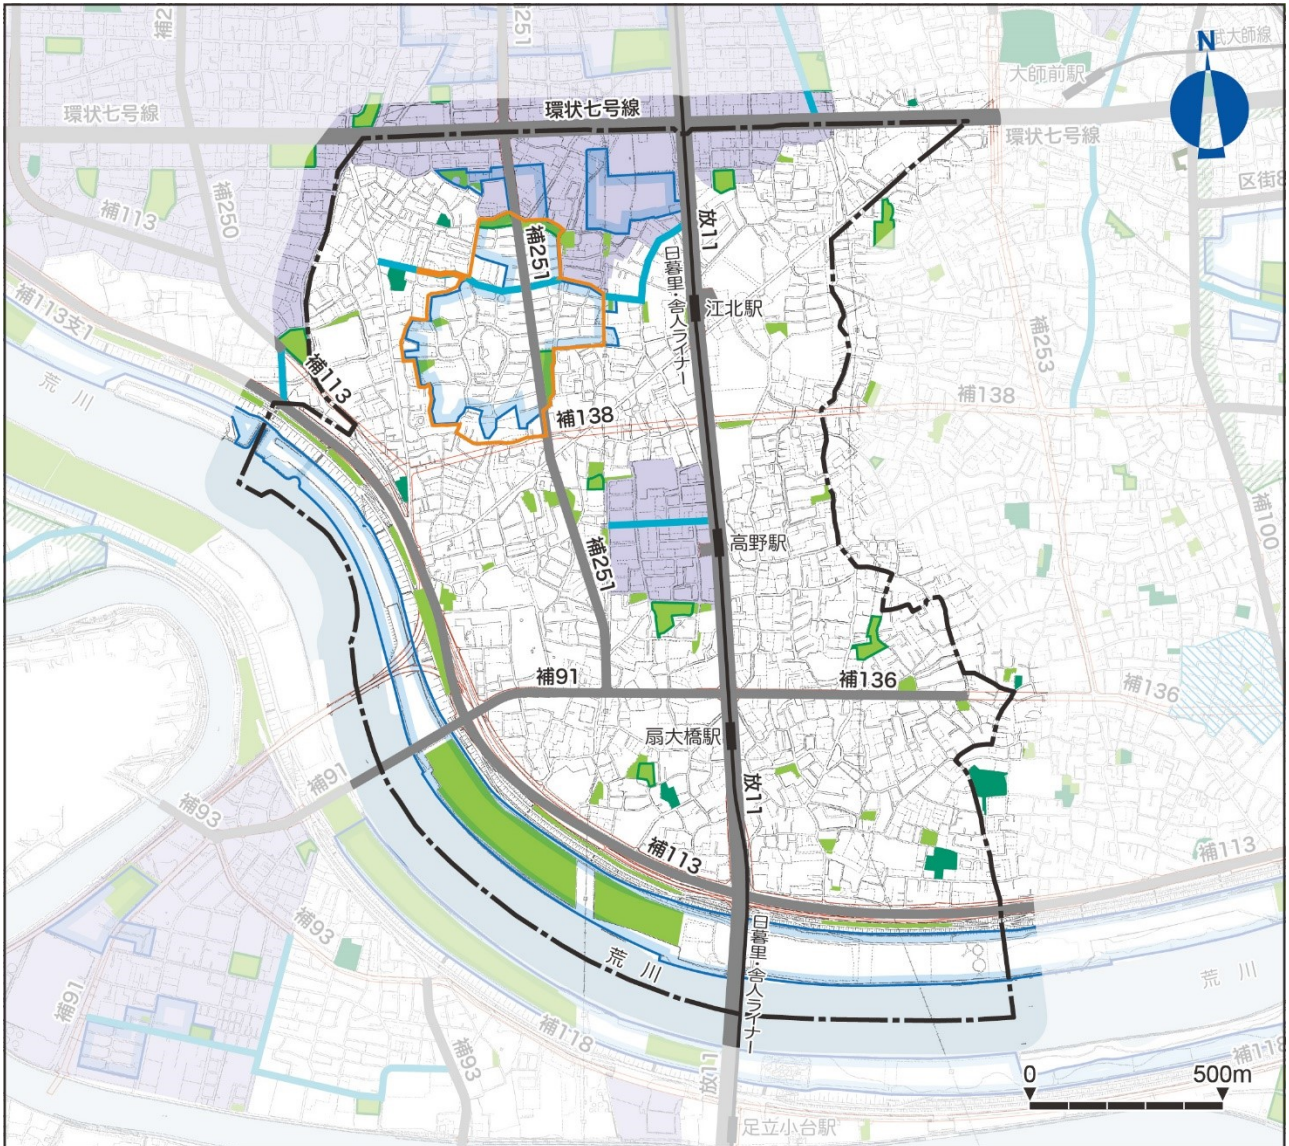 補2
251
N
武大師線
大師前駅
環状七号線
環状七号線
環状七号線
区街8
補113
補250
放11
補251
日暮里・舎人ライナー
江北駅
補113支1
荒川
補113
補253
補138
補138
補100
高野駅
補251
補91
補136
補136
扇大橋駅
補91
補93
放11
補113
補113
補93
荒川
日暮里・舎人ライナー
荒川
補91
補118
補93
放11
補118
0
500m
足立小台駅